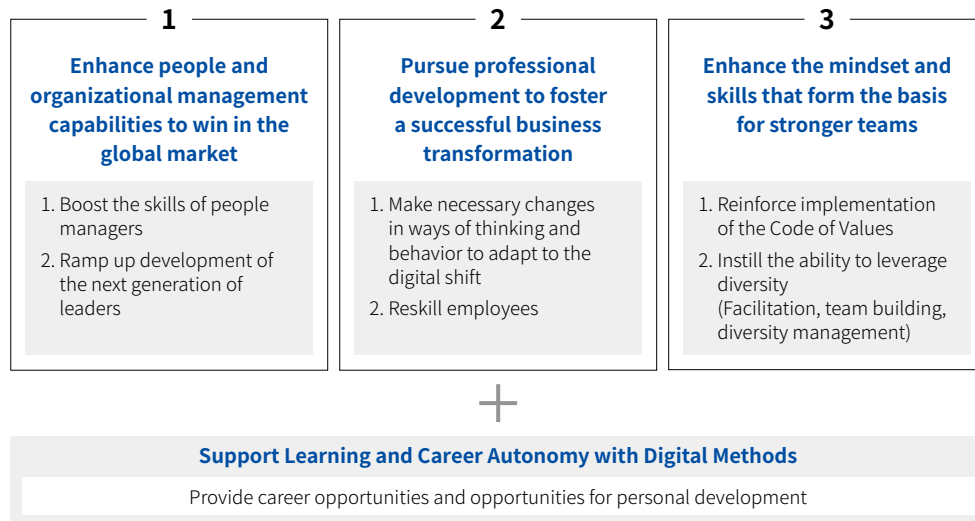 1
Enhance people and
organizational management
capabilities to win in the
global market
1. Boost the skills of people
managers
2. Ramp up development of
the next generation of
leaders
2
Pursue professional
development to foster
a successful business
transformation
1. Make necessary changes
in ways of thinking and
behavior to adapt to the
digital shift
2. Reskill employees
3
Enhance the mindset and
skills that form the basis
for stronger teams
1. Reinforce implementation
of the Code of Values
2. Instill the ability to leverage
diversity
(Facilitation, team building,
diversity management)
+
Support Learning and Career Autonomy with Digital Methods
Provide career opportunities and opportunities for personal development